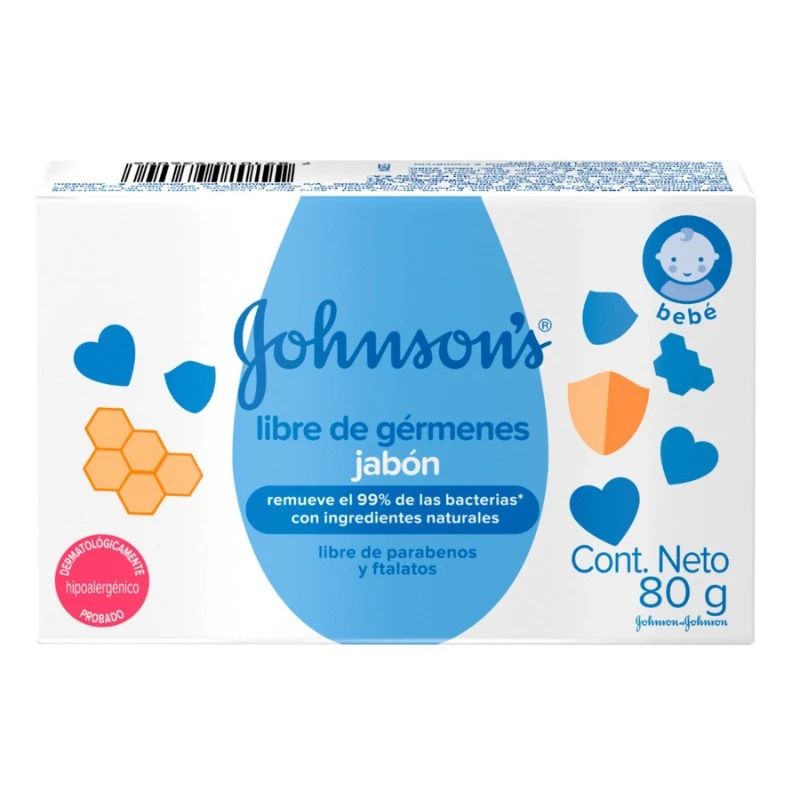 Johnson's®
libre de gérmenes
jabón
remueve el 99% de las bacterias*
con ingredientes naturales
libre de parabenos
y ftalatos
bebé
DERMATOLÓGICAMENTE
hipoalergénico
PROBADO
Cont. Neto
80 g
Johnson&Johnson